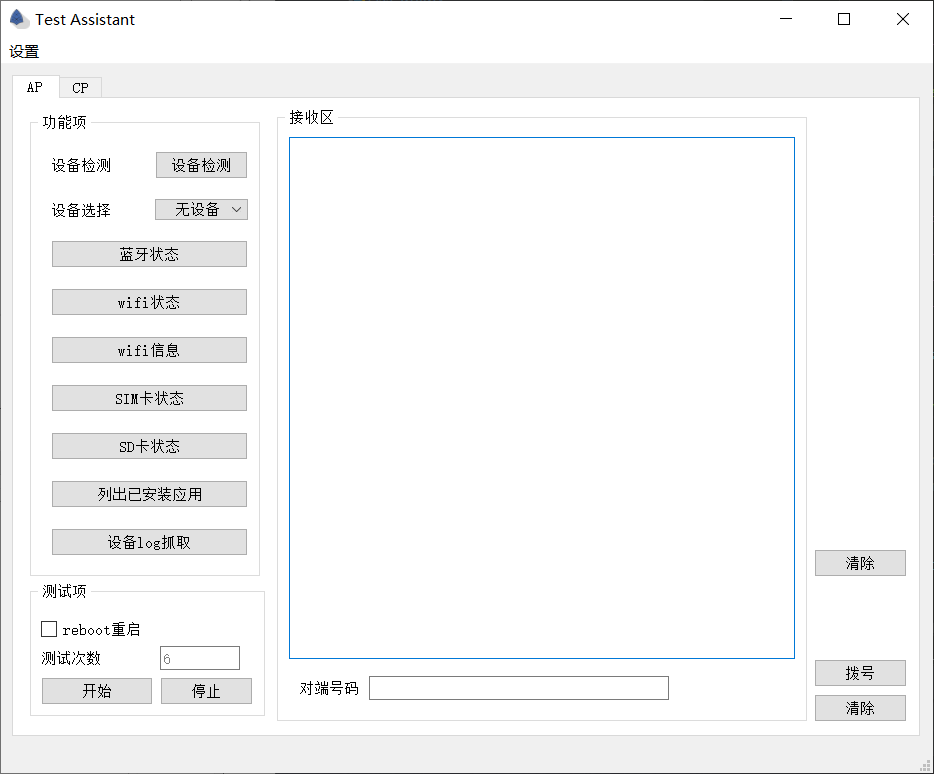 Test Assistant
设置
AP
CP
功能项
设备检测
设备检测
设备选择
无设备
蓝牙状态
wifi状态
wifi信息
SIM卡状态
SD卡状态
列出已安装应用
设备log抓取
测试项
reboot重启
测试次数
6
开始
停止
接收区
对端号码
清除
拨号
清除